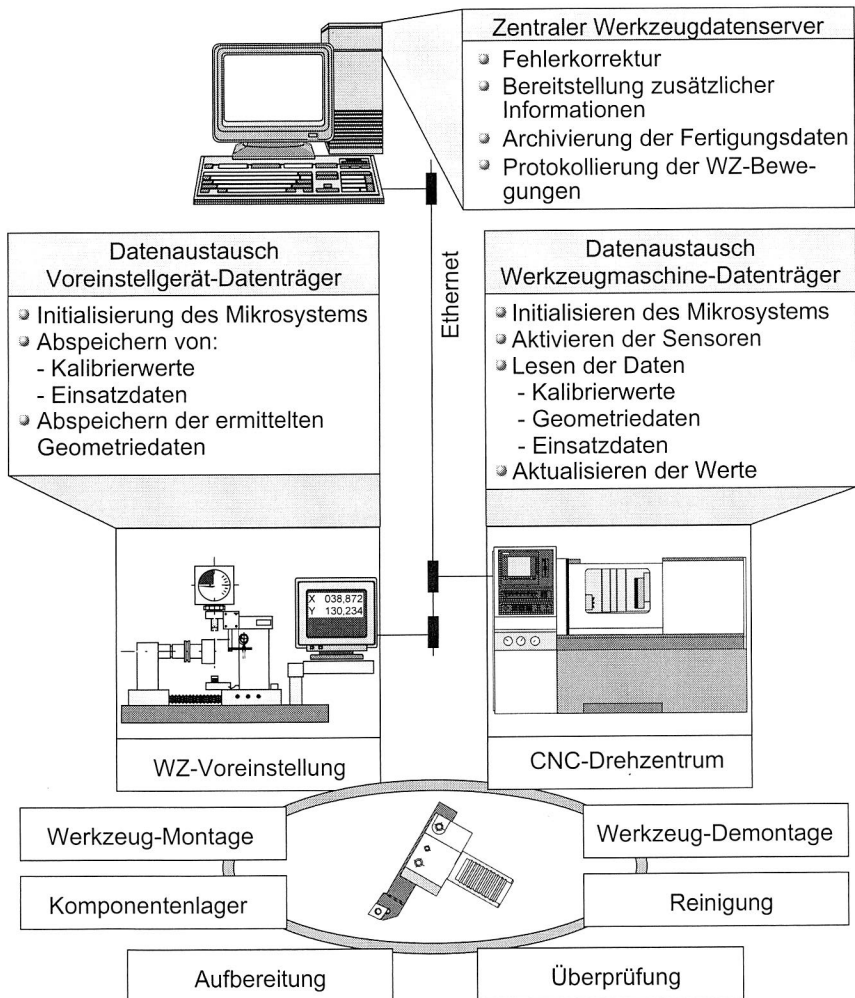 Zentraler Werkzeugdatenserver
Fehlerkorrektur
Bereitstellung zusätzlicher
Informationen
Archivierung der Fertigungsdaten
Protokollierung der WZ-Bewe-
gungen
Ethernet
Datenaustausch
Voreinstellgerät-Datenträger
Initialisierung des Mikrosystems
Abspeichern von:
- Kalibrierwerte
- Einsatzdaten
Abspeichern der ermittelten
Geometriedaten
Datenaustausch
Werkzeugmaschine-Datenträger
Initialisieren des Mikrosystems
Aktivieren der Sensoren
Lesen der Daten
- Kalibrierwerte
- Geometriedaten
- Einsatzdaten
Aktualisieren der Werte
X 038,872
Y 130,234
WZ-Voreinstellung
CNC-Drehzentrum
Werkzeug-Montage
Werkzeug-Demontage
Komponentenlager
Reinigung
Aufbereitung
Überprüfung